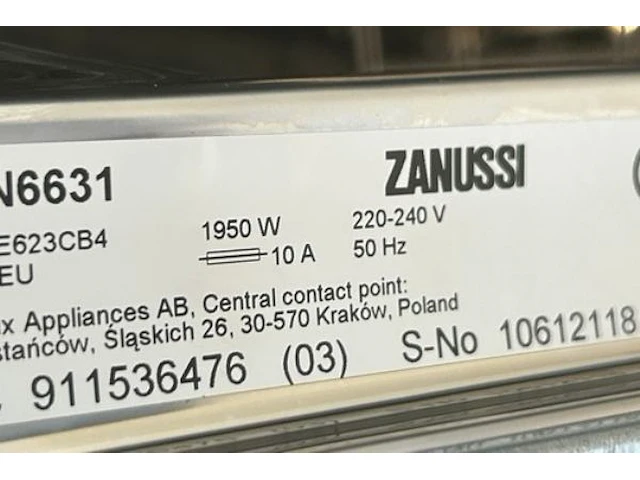 N6631
ZANUSSI
E623CB4
1950 W
220-240 V
EU
10 A
50 Hz
x Appliances AB, Central contact point:
stańców, Śląskich 26, 30-570 Kraków, Poland
911536476 (03) S-No 10612118